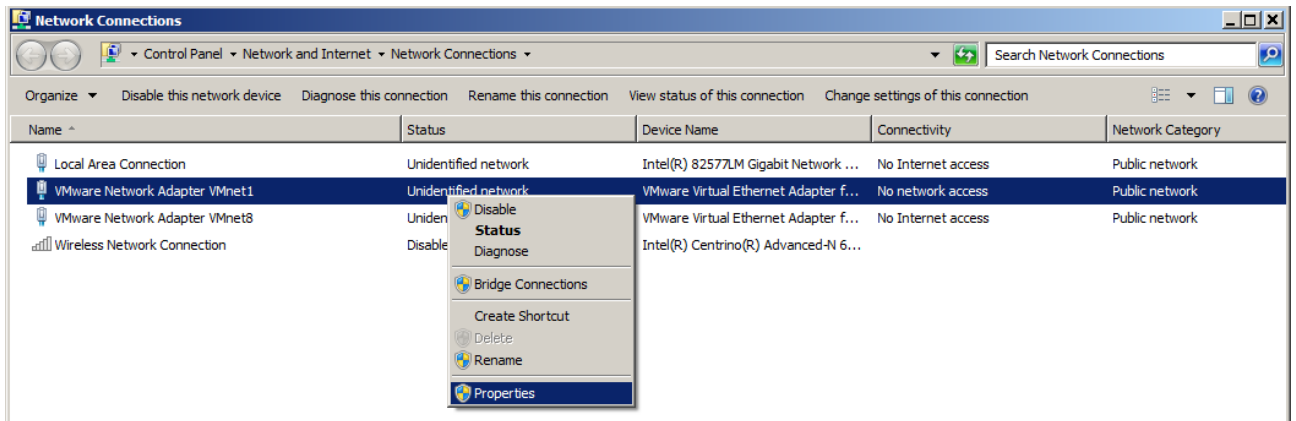 Network Connections
Control Panel Network and Internet Network Connections Search Network Connections
Organize Disable this network device Diagnose this connection Rename this connection View status of this connection Change settings of this connection
Name Status Device Name Connectivity Network Category
Local Area Connection Unidentified network Intel(R) 82577LM Gigabit Network ... No Internet access Public network
VMware Network Adapter VMnet1 Unidentified network VMware Virtual Ethernet Adapter f... No network access Public network
VMware Network Adapter VMnet8 Uniden VMware Virtual Ethernet Adapter f... No Internet access Public network
Wireless Network Connection Disable Intel(R) Centrino(R) Advanced-N 6...
Disable
Status
Diagnose
Bridge Connections
Create Shortcut
Delete
Rename
Properties